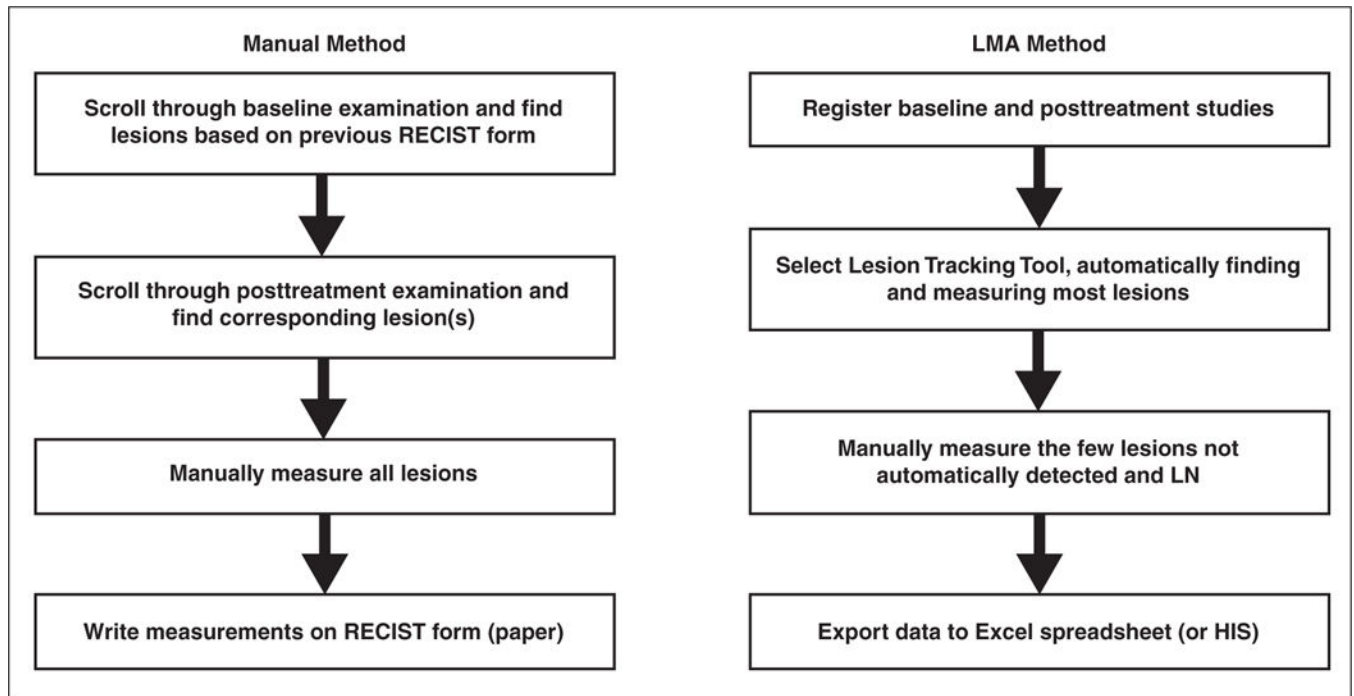 Manual Method
Scroll through baseline examination and find
lesions based on previous RECIST form
Scroll through posttreatment examination and
find corresponding lesion(s)
Manually measure all lesions
Write measurements on RECIST form (paper)
LMA Method
Register baseline and posttreatment studies
Select Lesion Tracking Tool, automatically finding
and measuring most lesions
Manually measure the few lesions not
automatically detected and LN
Export data to Excel spreadsheet (or HIS)